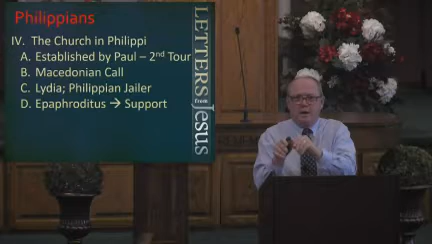 Philippians
IV. The Church in Philippi
A. Established by Paul – 2nd Tour
B. Macedonian Call
C. Lydia; Philippian Jailer
D. Epaphroditus → Support
LETTERS
From
Jesus